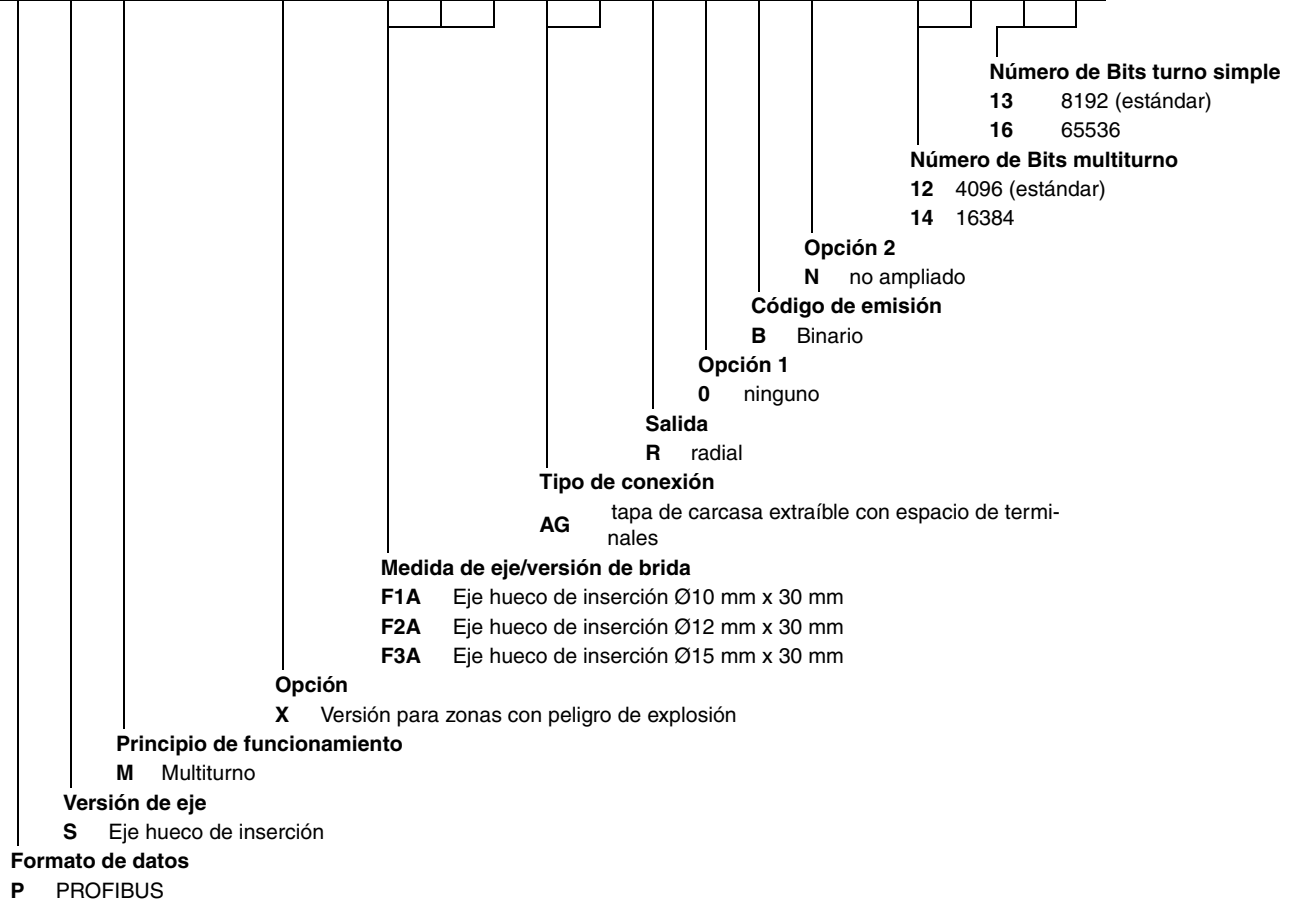 Número de Bits turno simple
13 8192 (estándar)
16 65536
Número de Bits multiturno
12 4096 (estándar)
14 16384
Opción 2
N no ampliado
Código de emisión
B Binario
Opción 1
0 ninguno
Salida
R radial
Tipo de conexión
AG tapa de carcasa extraíble con espacio de termi-
nales
Medida de eje/versión de brida
F1A Eje hueco de inserción Ø10 mm x 30 mm
F2A Eje hueco de inserción Ø12 mm x 30 mm
F3A Eje hueco de inserción Ø15 mm x 30 mm
Opción
X Versión para zonas con peligro de explosión
Principio de funcionamiento
M Multiturno
Versión de eje
S Eje hueco de inserción
Formato de datos
P PROFIBUS